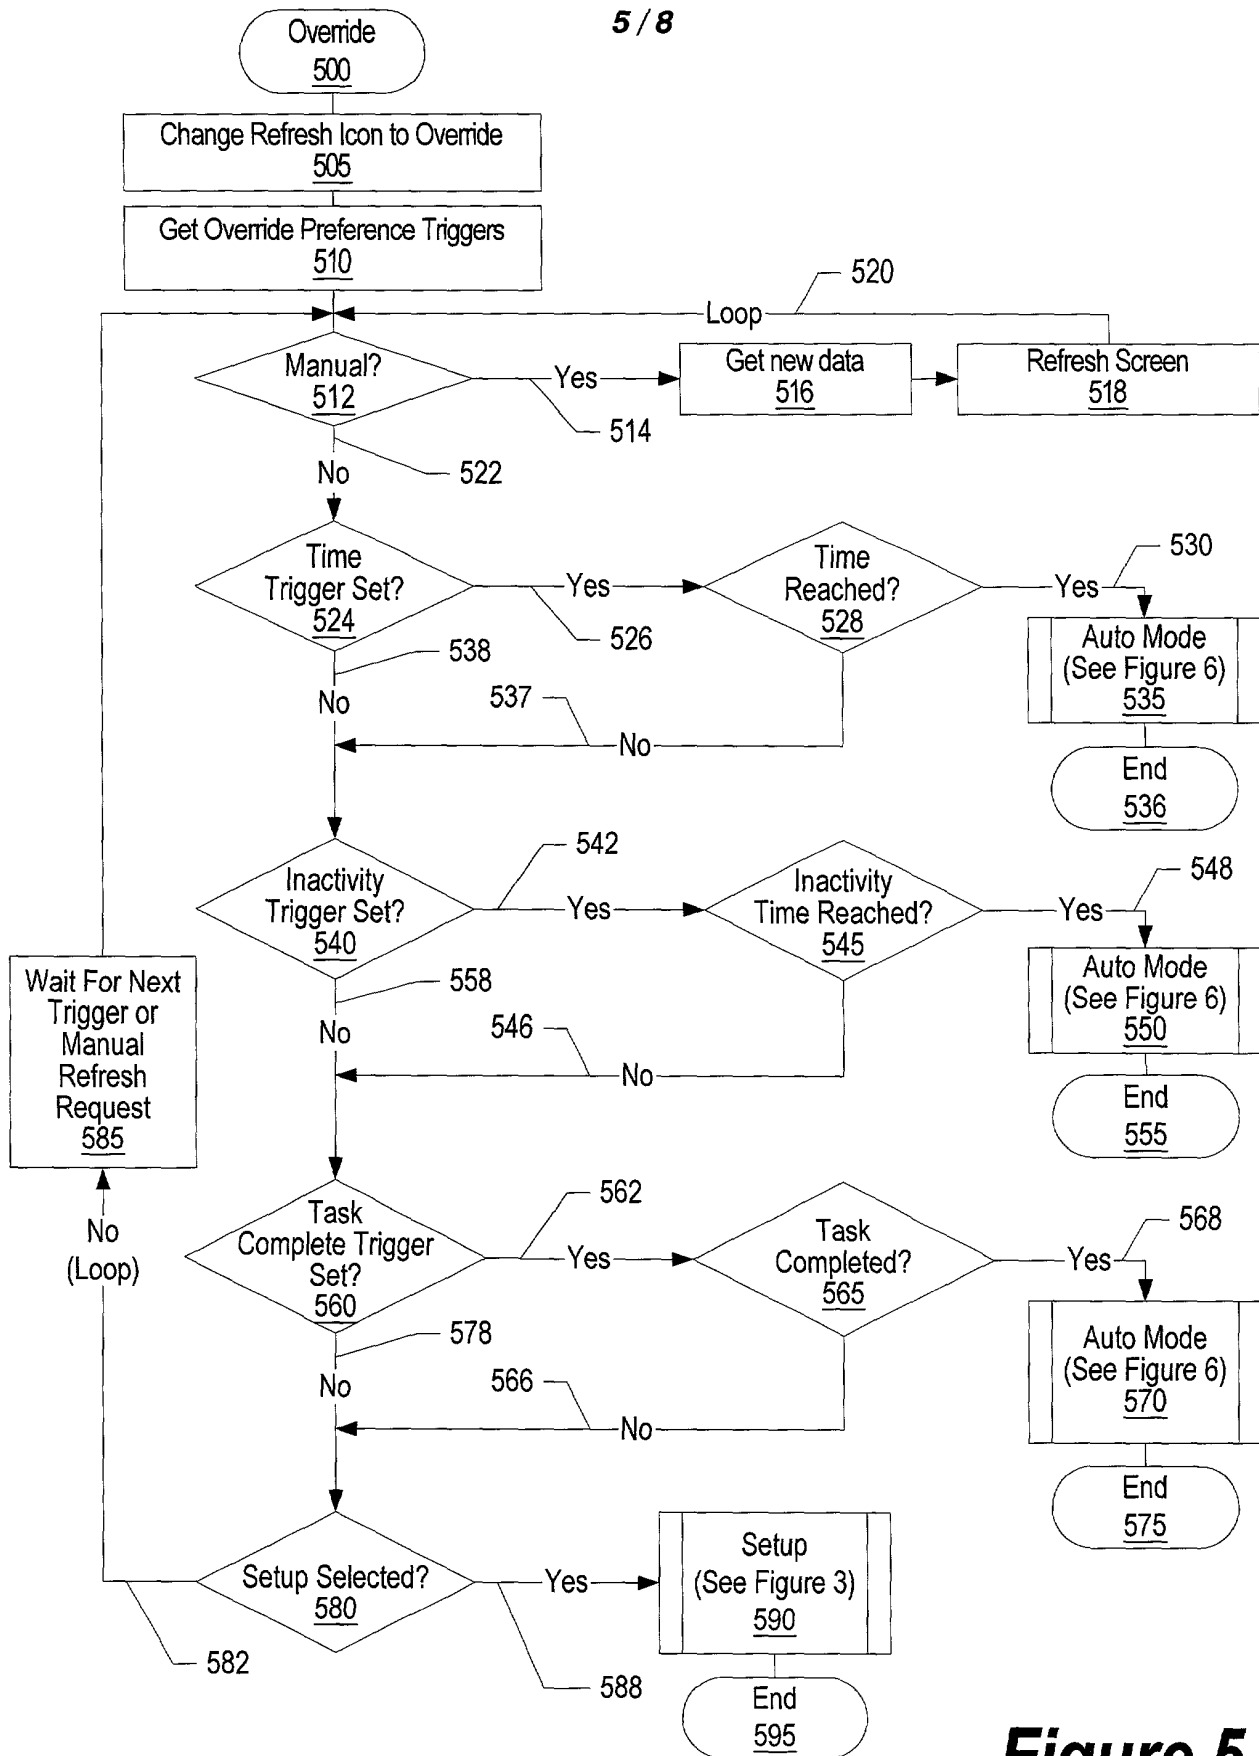 5 / 8
Override
500
Change Refresh Icon to Override
505
Get Override Preference Triggers
510
520
Loop
Manual?
512
Yes
514
Get new data
516
Refresh Screen
518
522
No
Time
Trigger Set?
524
Yes
526
Time
Reached?
528
530
Yes
Auto Mode
(See Figure 6)
535
End
536
538
No
537
No
Inactivity
Trigger Set?
540
542
Yes
Inactivity
Time Reached?
545
548
Yes
Auto Mode
(See Figure 6)
550
End
555
558
No
546
No
Wait For Next
Trigger or
Manual
Refresh
Request
585
No
(Loop)
Task
Complete Trigger
Set?
560
562
Yes
Task
Completed?
565
568
Yes
Auto Mode
(See Figure 6)
570
End
575
578
No
566
No
Setup Selected?
580
582
Yes
588
Setup
(See Figure 3)
590
End
595
Figure 5